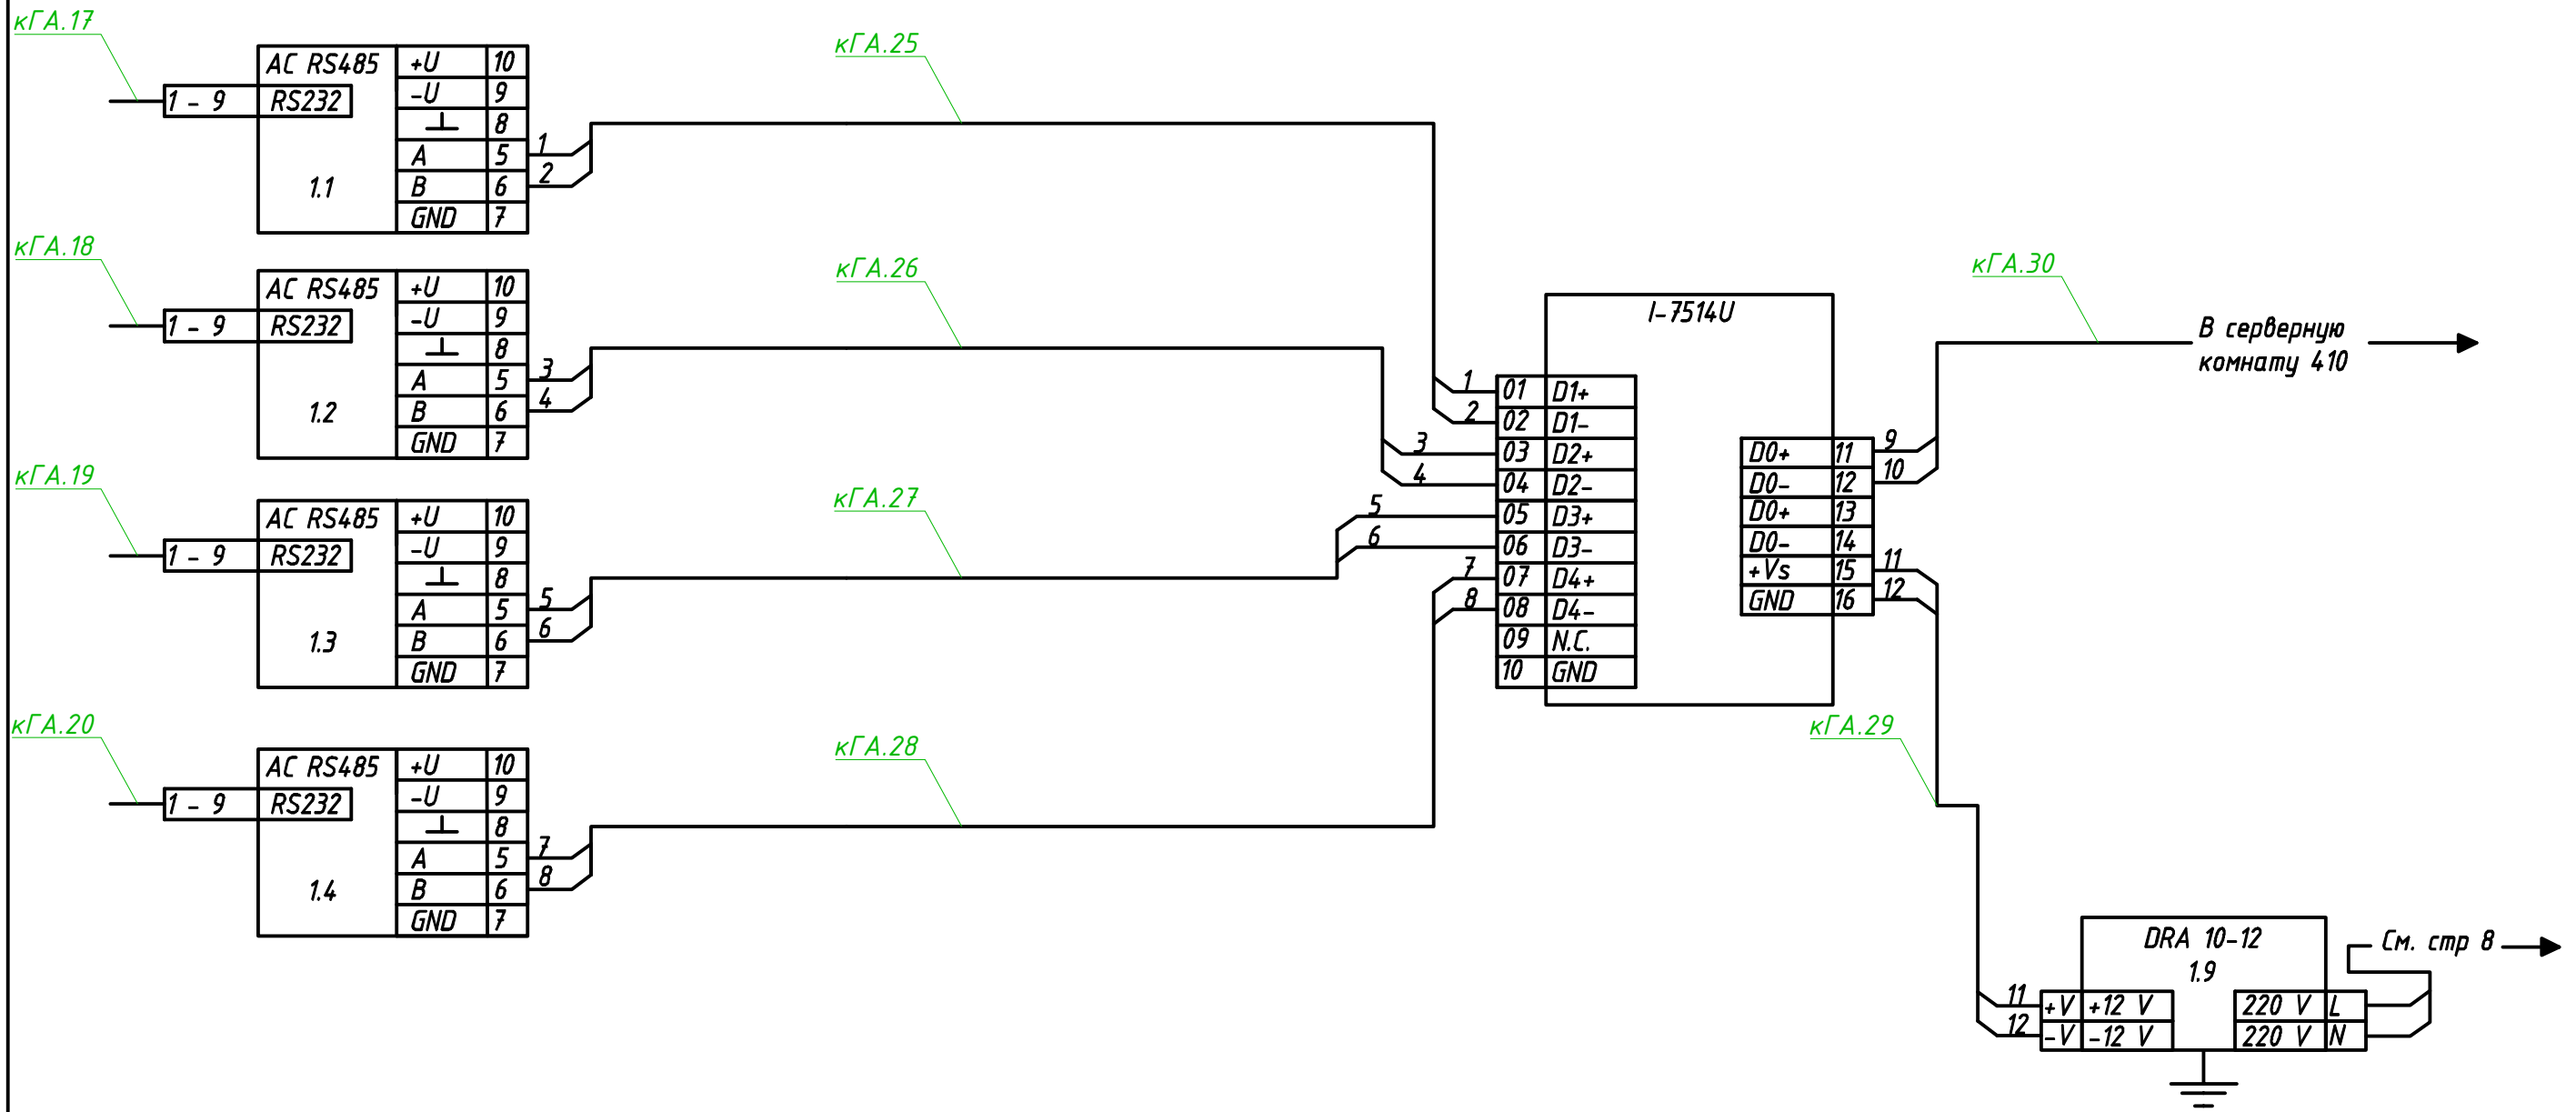 кГА.17
AC RS485
+U 10
-U 9
1 - 9 RS232
⊥ 8
A 5 1
B 6 2
1.1
GND 7
кГА.18
AC RS485
+U 10
-U 9
1 - 9 RS232
⊥ 8
A 5 3
B 6 4
1.2
GND 7
кГА.19
AC RS485
+U 10
-U 9
1 - 9 RS232
⊥ 8
A 5 5
B 6 6
1.3
GND 7
кГА.20
AC RS485
+U 10
-U 9
1 - 9 RS232
⊥ 8
A 5 7
B 6 8
1.4
GND 7
кГА.25
кГА.26
кГА.27
кГА.28
I-7514U
1 01 D1+
2 02 D1-
3 03 D2+
4 04 D2-
5 05 D3+
6 06 D3-
7 07 D4+
8 08 D4-
09 N.C.
10 GND
D0+ 11 9
D0- 12 10
D0+ 13
D0- 14
+Vs 15 11
GND 16 12
кГА.30
В серверную
комнату 410
кГА.29
DRA 10-12
1.9
11 +V +12 V
12 -V -12 V
220 V L
220 V N
См. стр 8